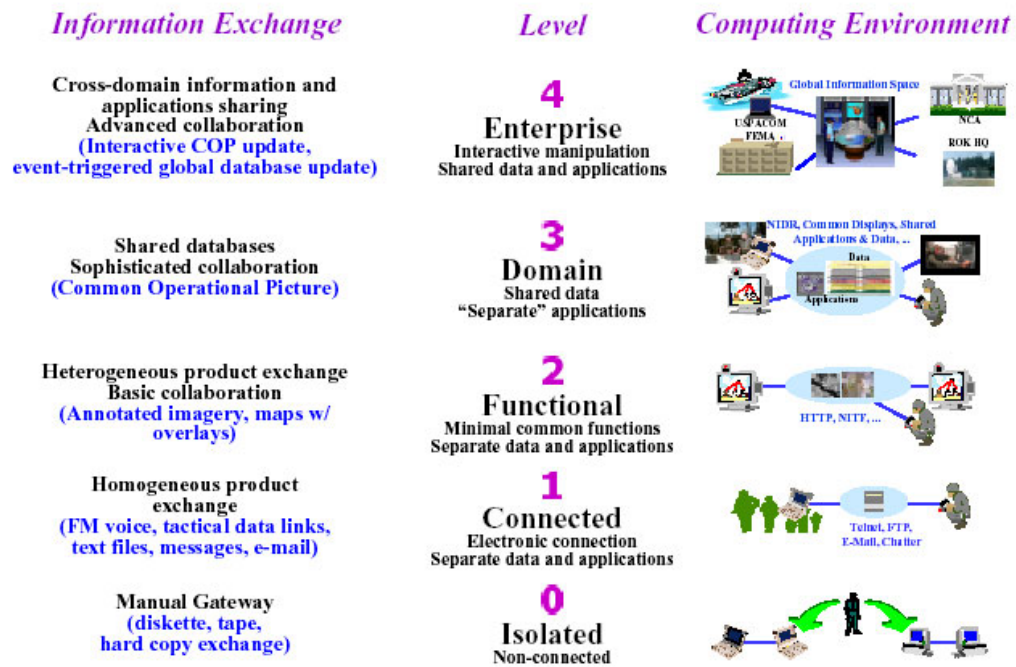 Information Exchange
Level
Computing Environment
Cross-domain information and
applications sharing
Advanced collaboration
(Interactive COP update,
event-triggered global database update)
4
Enterprise
Interactive manipulation
Shared data and applications
Global Information Space
USPACOM
FEMA
NCA
ROK HQ
Shared databases
Sophisticated collaboration
(Common Operational Picture)
3
Domain
Shared data
“Separate” applications
NIDR, Common Displays, Shared
Applications & Data, ...
Data
Applications
Heterogeneous product exchange
Basic collaboration
(Annotated imagery, maps w/
overlays)
2
Functional
Minimal common functions
Separate data and applications
HTTP, NITF, ...
Homogeneous product
exchange
(FM voice, tactical data links,
text files, messages, e-mail)
1
Connected
Electronic connection
Separate data and applications
Telnet, FTP,
E-Mail, Chatter
Manual Gateway
(diskette, tape,
hard copy exchange)
0
Isolated
Non-connected